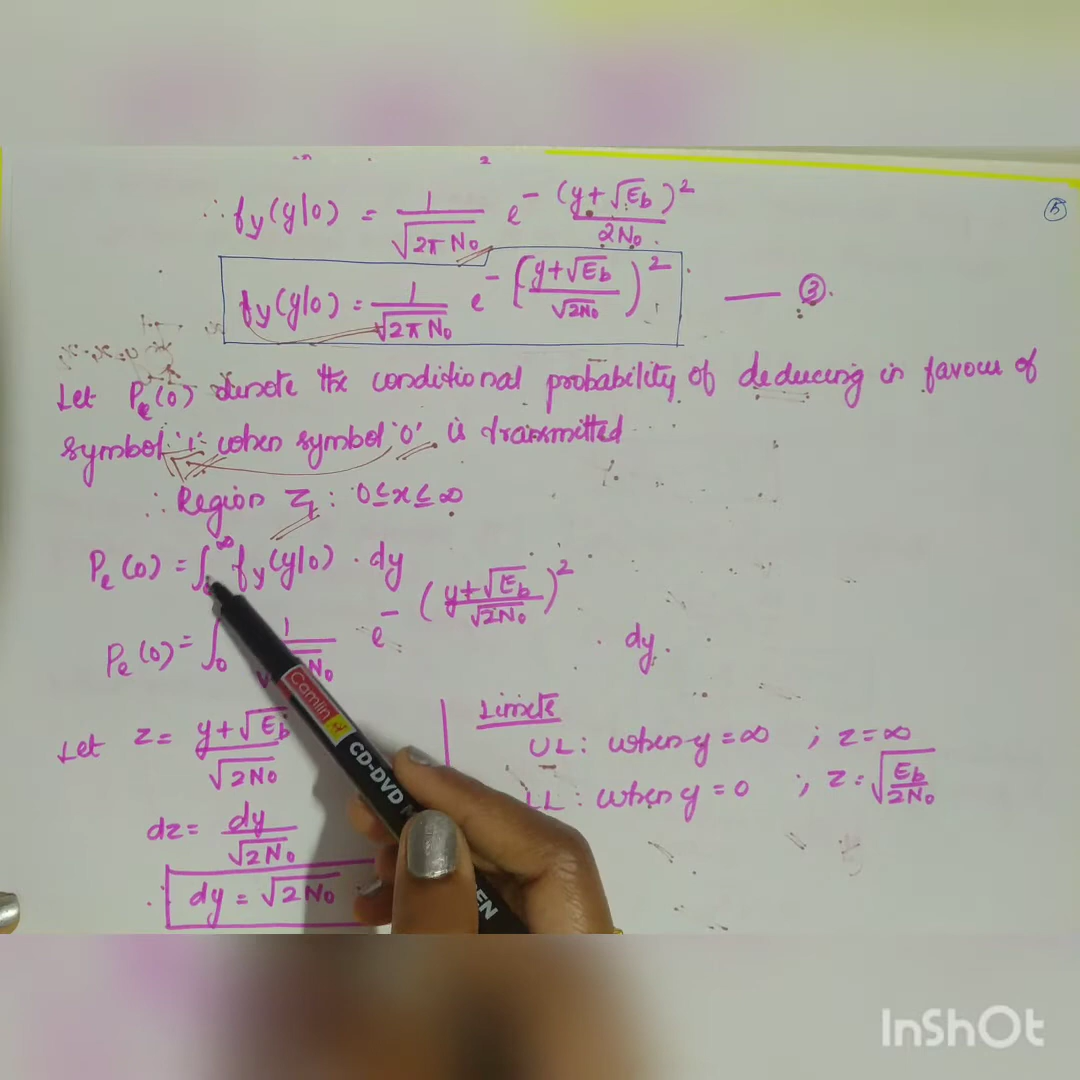 ∴ fy(y|0) = 1/√2πN₀ e^-(y+√Eb)²/2N₀
fy(y|0) = 1/√2πN₀ e^-[y+√Eb/√2N₀)² — ③.
⑤
Let Pe(0) denote the conditional probability of deducing in favour of
symbol '1' when symbol '0' is transmitted
∴ Region Z₁ : 0≤x≤∞
Pe(0) = ∫₀^∞ fy(y|0) · dy
Pe(0) = ∫₀ 1/ N₀ e^-(y+√Eb/√2N₀)² · dy.
Let z = y+√Eb/√2N₀
dz = dy/√2N₀
∴ dy = √2N₀
Limits
UL : when y = ∞ ; z = ∞
LL : when y = 0 ; z = √Eb/2N₀
Camlin
CD-DVD
EN
InShOt